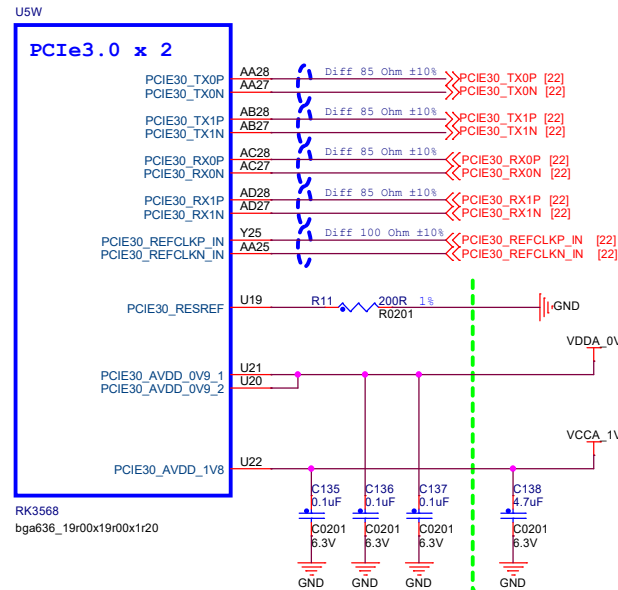 U5W
PCIe3.0 x 2
PCIE30_TX0P AA28 Diff 85 Ohm ±10% PCIE30_TX0P [22]
PCIE30_TX0N AA27 PCIE30_TX0N [22]
PCIE30_TX1P AB28 Diff 85 Ohm ±10% PCIE30_TX1P [22]
PCIE30_TX1N AB27 PCIE30_TX1N [22]
PCIE30_RX0P AC28 Diff 85 Ohm ±10% PCIE30_RX0P [22]
PCIE30_RX0N AC27 PCIE30_RX0N [22]
PCIE30_RX1P AD28 Diff 85 Ohm ±10% PCIE30_RX1P [22]
PCIE30_RX1N AD27 PCIE30_RX1N [22]
PCIE30_REFCLKP_IN Y25 Diff 100 Ohm ±10% PCIE30_REFCLKP_IN [22]
PCIE30_REFCLKN_IN AA25 PCIE30_REFCLKN_IN [22]
PCIE30_RESREF U19 R11 200R 1% GND
R0201
VDDA_0V
PCIE30_AVDD_0V9_1 U21
PCIE30_AVDD_0V9_2 U20
VCCA_1V
PCIE30_AVDD_1V8 U22
C135 C136 C137 C138
0.1uF 0.1uF 0.1uF 4.7uF
RK3568
C0201 C0201 C0201 C0201
bga636_19r00x19r00x1r20
6.3V 6.3V 6.3V 6.3V
GND GND GND GND